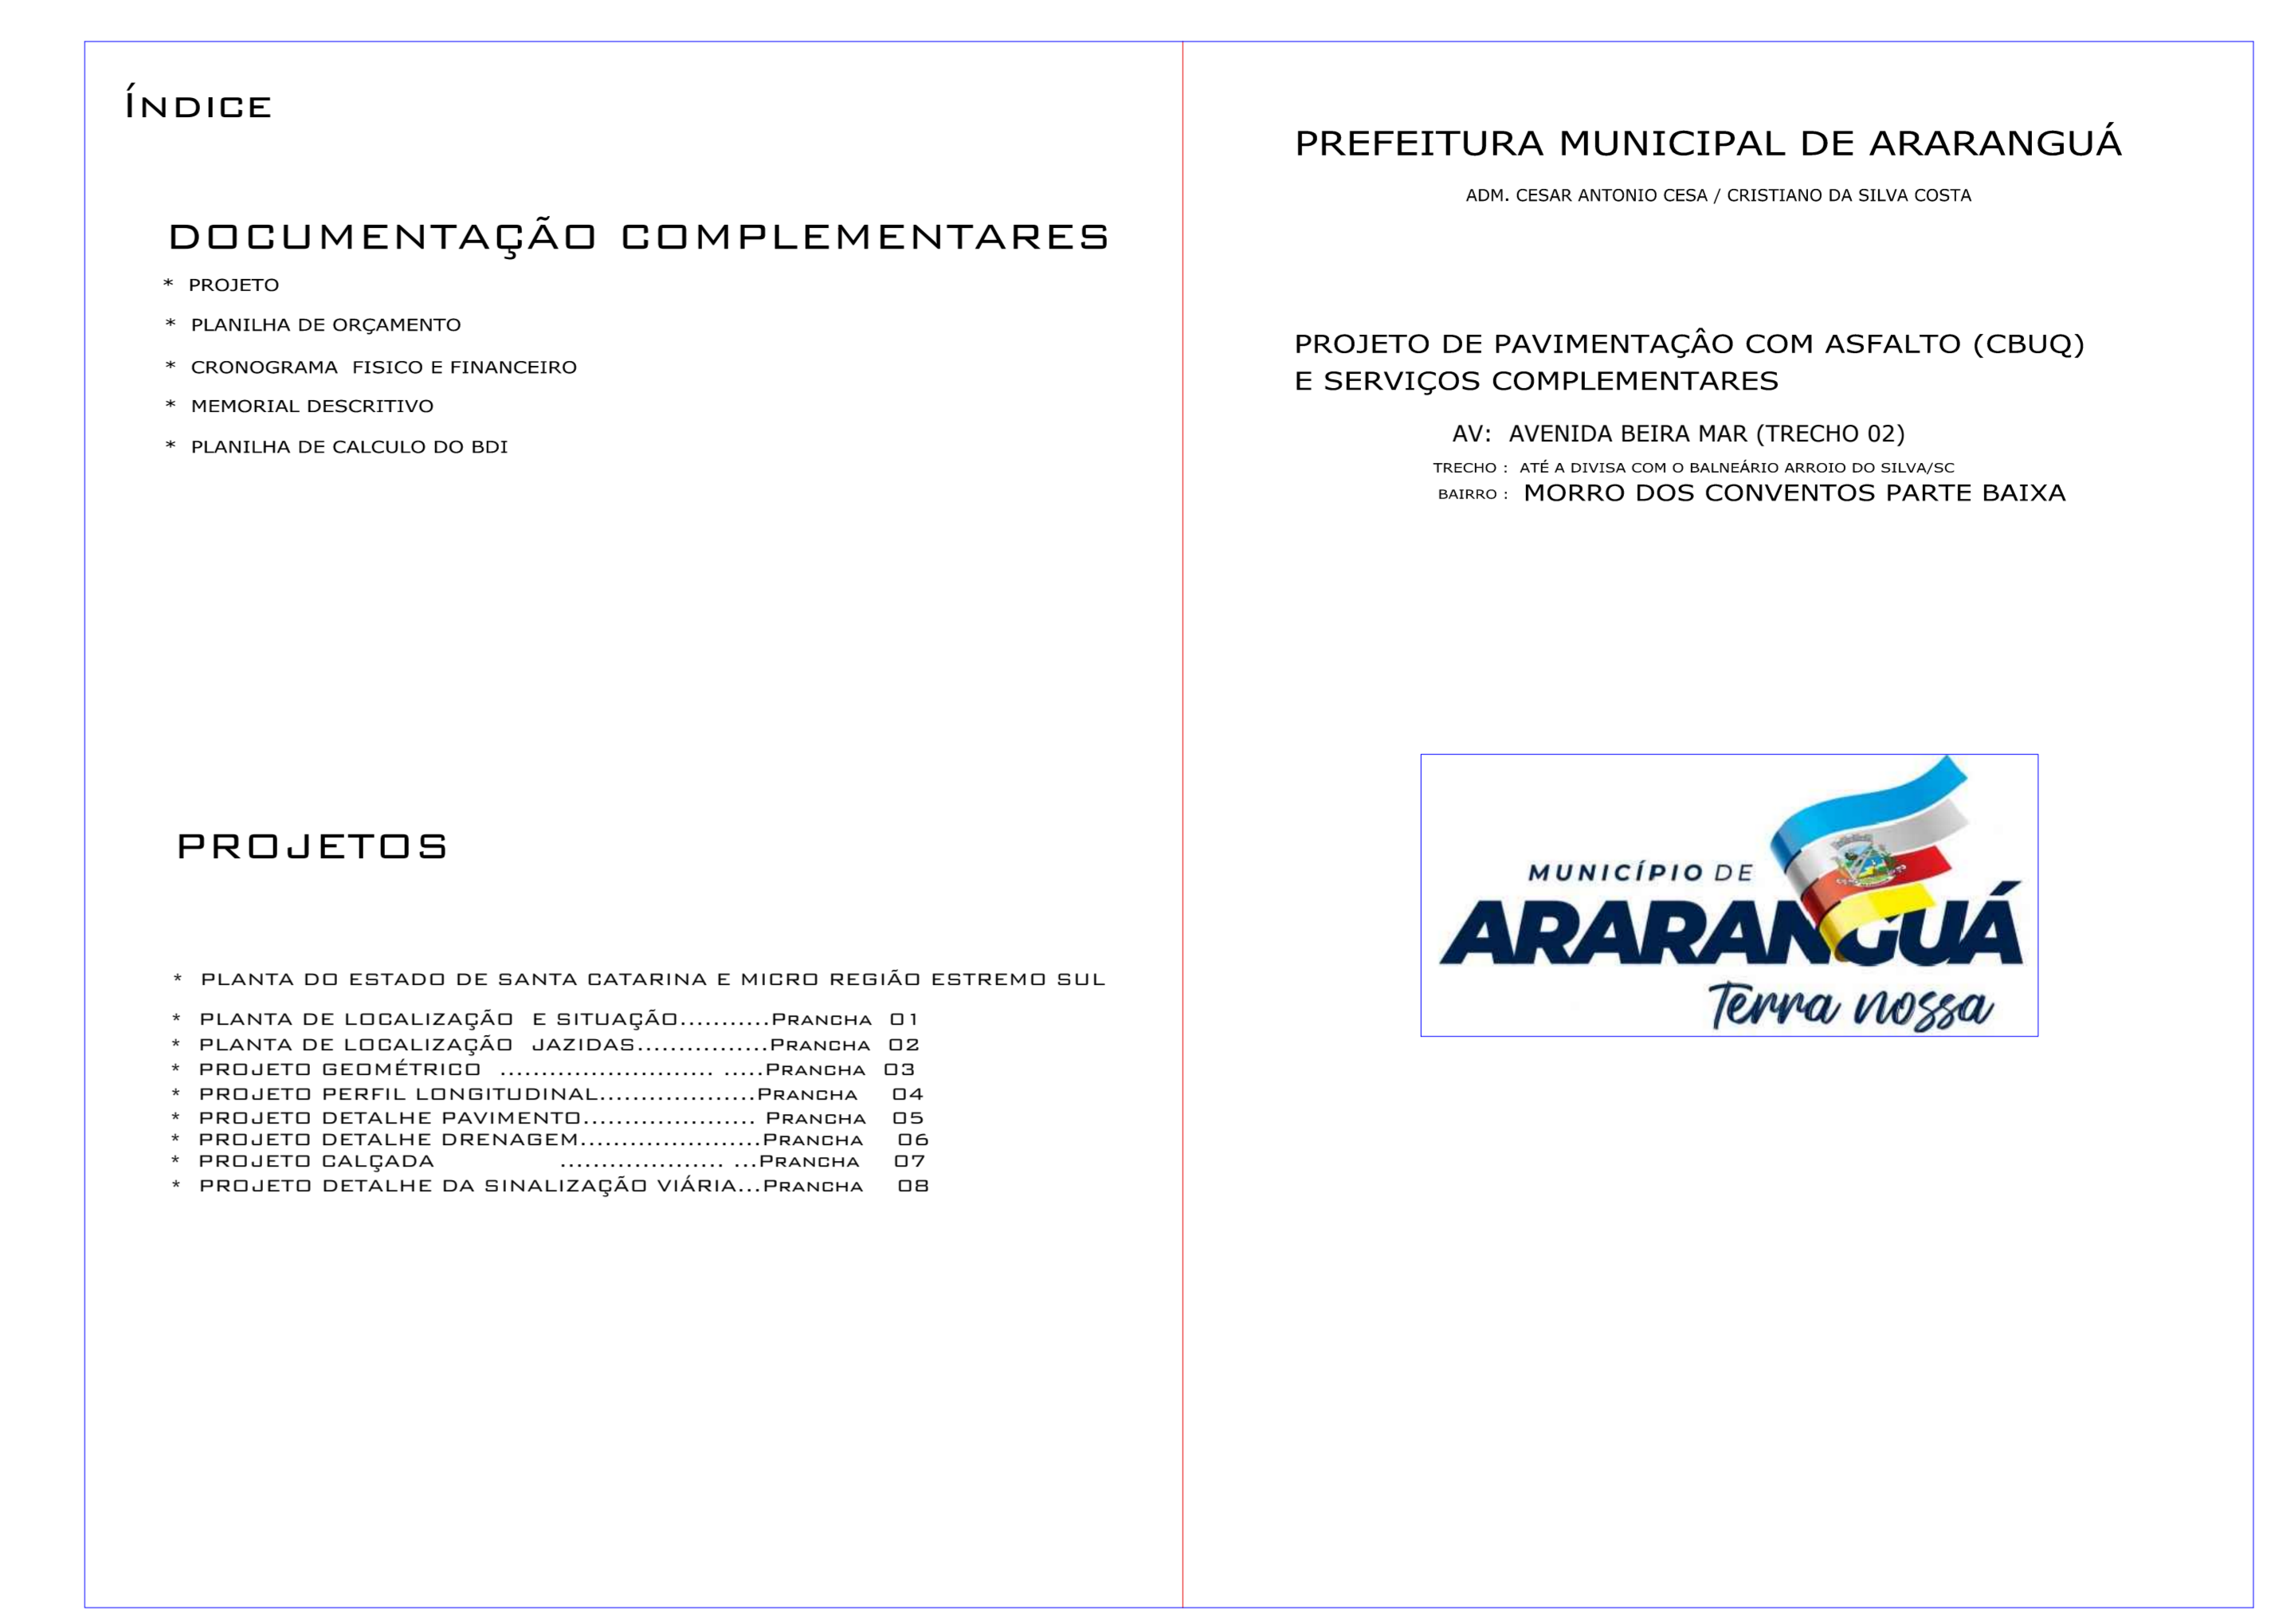 ÍNDICE
DOCUMENTAÇÃO COMPLEMENTARES
* PROJETO
* PLANILHA DE ORÇAMENTO
* CRONOGRAMA FISICO E FINANCEIRO
* MEMORIAL DESCRITIVO
* PLANILHA DE CALCULO DO BDI
PROJETOS
* PLANTA DO ESTADO DE SANTA CATARINA E MICRO REGIÃO ESTREMO SUL
* PLANTA DE LOCALIZAÇÃO E SITUAÇÃO...........PRANCHA 01
* PLANTA DE LOCALIZAÇÃO JAZIDAS................PRANCHA 02
* PROJETO GEOMÉTRICO .......................... .....PRANCHA 03
* PROJETO PERFIL LONGITUDINAL...................PRANCHA 04
* PROJETO DETALHE PAVIMENTO..................... PRANCHA 05
* PROJETO DETALHE DRENAGEM......................PRANCHA 06
* PROJETO CALÇADA .................... ...PRANCHA 07
* PROJETO DETALHE DA SINALIZAÇÃO VIÁRIA...PRANCHA 08
PREFEITURA MUNICIPAL DE ARARANGUÁ
ADM. CESAR ANTONIO CESA / CRISTIANO DA SILVA COSTA
PROJETO DE PAVIMENTAÇÂO COM ASFALTO (CBUQ)
E SERVIÇOS COMPLEMENTARES
AV: AVENIDA BEIRA MAR (TRECHO 02)
TRECHO : ATÉ A DIVISA COM O BALNEÁRIO ARROIO DO SILVA/SC
BAIRRO : MORRO DOS CONVENTOS PARTE BAIXA
MUNICÍPIO DE
ARARANGUÁ
Terra nossa